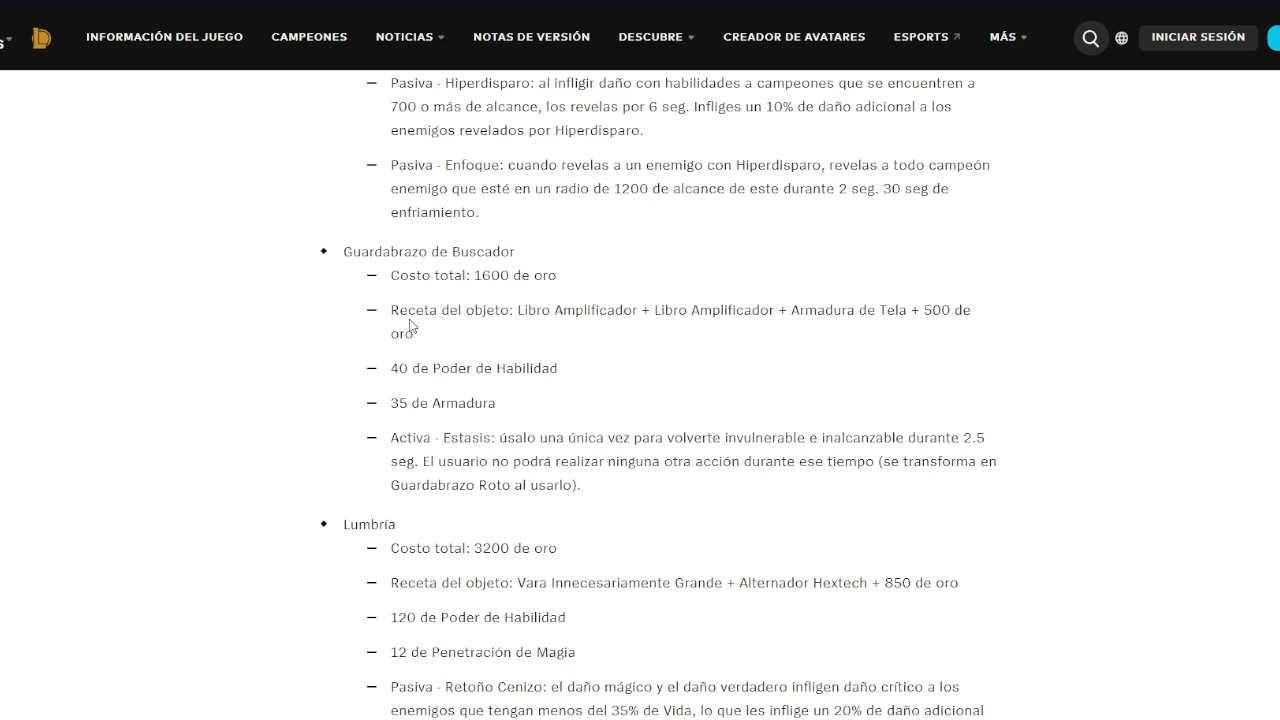 s
INFORMACIÓN DEL JUEGO CAMPEONES NOTICIAS NOTAS DE VERSIÓN DESCUBRE CREADOR DE AVATARES ESPORTS MÁS INICIAR SESIÓN
— Pasiva - Hiperdisparo: al infligir daño con habilidades a campeones que se encuentren a
700 o más de alcance, los revelas por 6 seg. Infliges un 10% de daño adicional a los
enemigos revelados por Hiperdisparo.
— Pasiva - Enfoque: cuando revelas a un enemigo con Hiperdisparo, revelas a todo campeón
enemigo que esté en un radio de 1200 de alcance de este durante 2 seg. 30 seg de
enfriamiento.
Guardabrazo de Buscador
— Costo total: 1600 de oro
— Receta del objeto: Libro Amplificador + Libro Amplificador + Armadura de Tela + 500 de
oro
— 40 de Poder de Habilidad
— 35 de Armadura
— Activa - Estasis: úsalo una única vez para volverte invulnerable e inalcanzable durante 2.5
seg. El usuario no podrá realizar ninguna otra acción durante ese tiempo (se transforma en
Guardabrazo Roto al usarlo).
Lumbría
— Costo total: 3200 de oro
— Receta del objeto: Vara Innecesariamente Grande + Alternador Hextech + 850 de oro
— 120 de Poder de Habilidad
— 12 de Penetración de Magia
— Pasiva - Retoño Cenizo: el daño mágico y el daño verdadero infligen daño crítico a los
enemigos que tengan menos del 35% de Vida, lo que les inflige un 20% de daño adicional